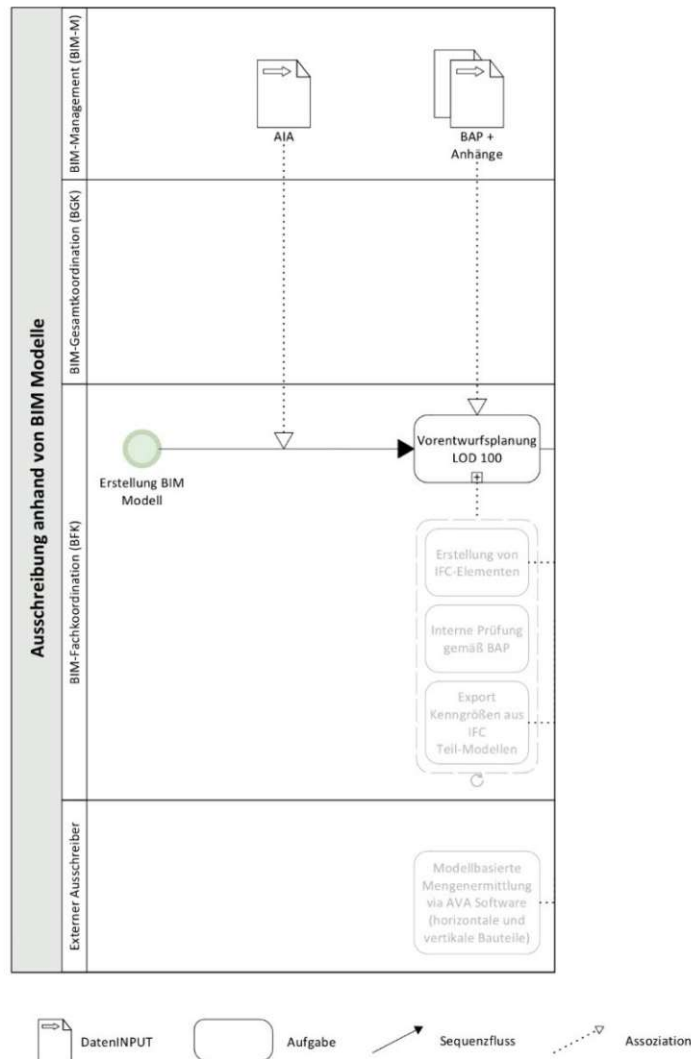 Ausschreibung anhand von BIM Modelle
BIM-Management (BIM-M)
AIA
BAP +
Anhänge
BIM-Gesamtkoordination (BGK)
BIM-Fachkoordination (BFK)
Erstellung BIM
Modell
Vorentwurfsplanung
LOD 100
Erstellung von
IFC-Elementen
Interne Prüfung
gemäß BAP
Export
Kenngrößen aus
IFC
Teil-Modellen
Externer Ausschreiber
Modellbasierte
Mengenermittlung
via AVA Software
(horizontale und
vertikale Bauteile)
DatenINPUT
Aufgabe
Sequenzfluss
Assoziation